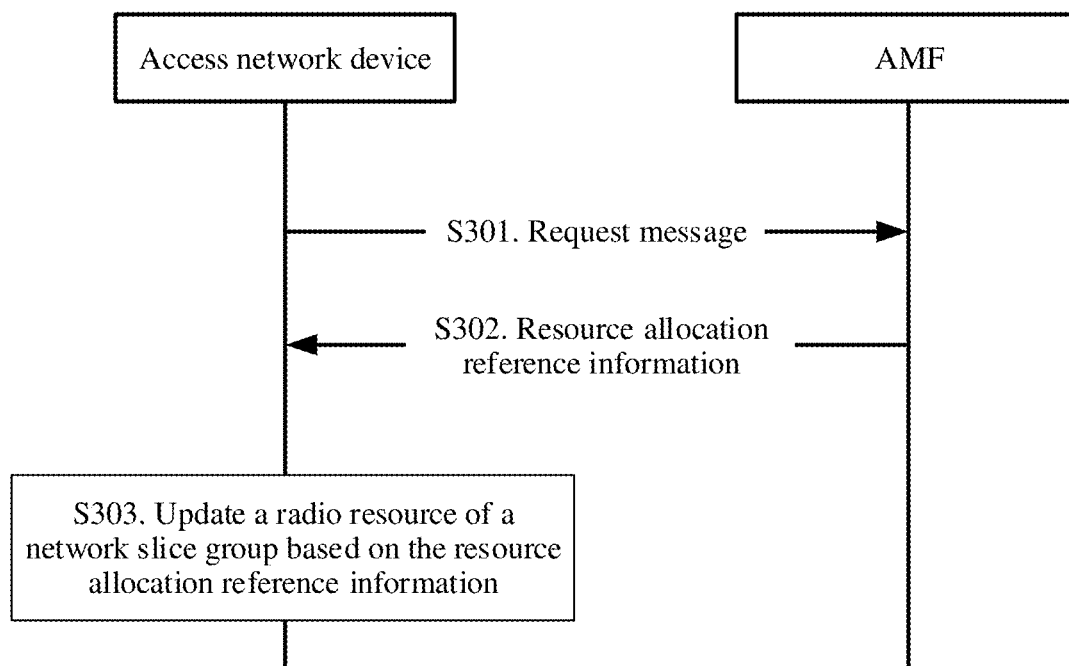 Access network device
AMF
S301. Request message
S302. Resource allocation
reference information
S303. Update a radio resource of a
network slice group based on the resource
allocation reference information